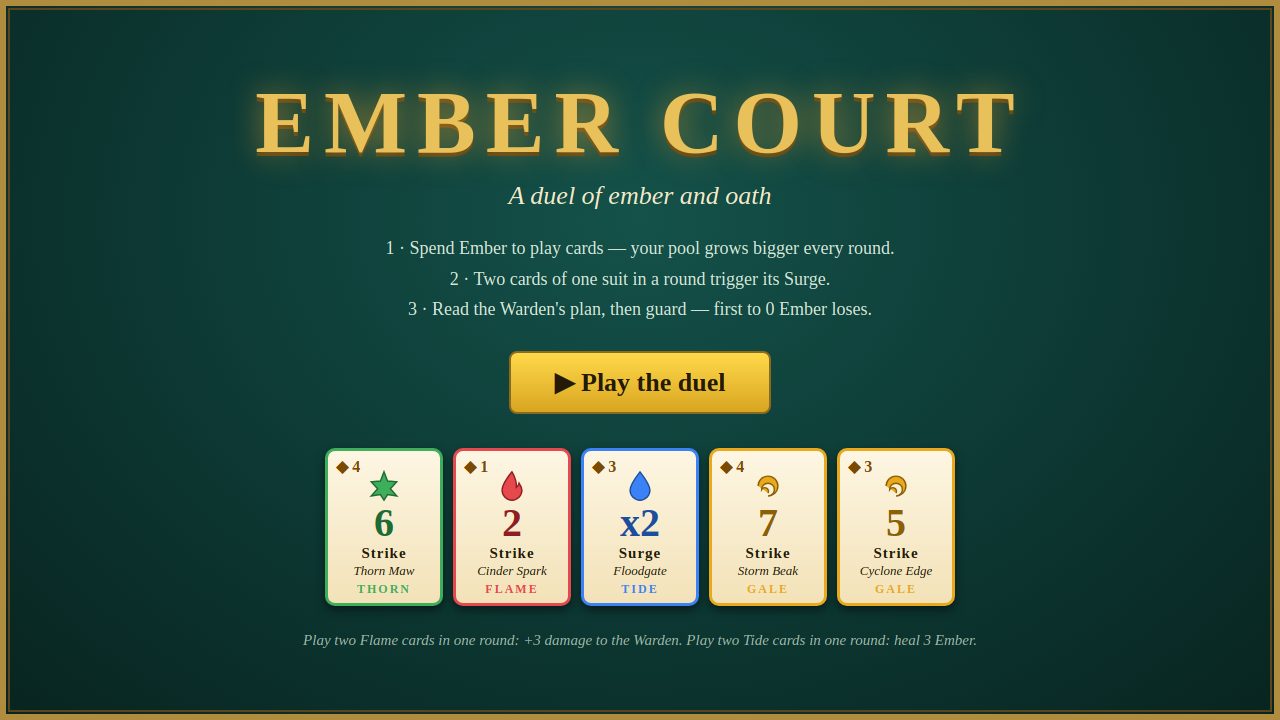 EMBER COURT
A duel of ember and oath
1 · Spend Ember to play cards — your pool grows bigger every round.
2 · Two cards of one suit in a round trigger its Surge.
3 · Read the Warden's plan, then guard — first to 0 Ember loses.
▶ Play the duel
◆ 4
6
Strike
Thorn Maw
THORN
◆ 1
2
Strike
Cinder Spark
FLAME
◆ 3
x2
Surge
Floodgate
TIDE
◆ 4
7
Strike
Storm Beak
GALE
◆ 3
5
Strike
Cyclone Edge
GALE
Play two Flame cards in one round: +3 damage to the Warden. Play two Tide cards in one round: heal 3 Ember.